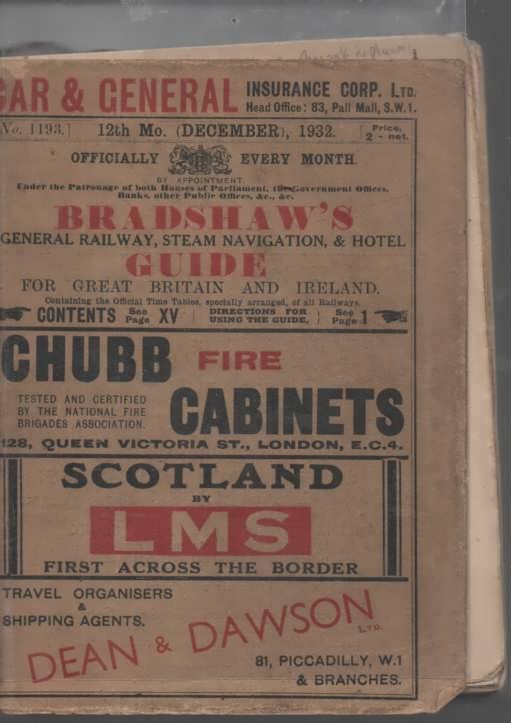 CAR & GENERAL INSURANCE CORP. LTD.
Head Office: 83, Pall Mall, S.W.1.
No. 1193.] 12th Mo. (DECEMBER), 1932. [Price, 2 - net.
OFFICIALLY EVERY MONTH
BY APPOINTMENT.
Under the Patronage of both Houses of Parliament, the Government Offices,
Banks, other Public Offices, &c., &c.
BRADSHAW'S
GENERAL RAILWAY, STEAM NAVIGATION, & HOTEL
GUIDE
FOR GREAT BRITAIN AND IRELAND.
Containing the Official Time Tables, specially arranged, of all Railways.
CONTENTS See Page XV | DIRECTIONS FOR USING THE GUIDE, } See Page 1
CHUBB FIRE
TESTED AND CERTIFIED
BY THE NATIONAL FIRE
BRIGADES ASSOCIATION.
CABINETS
128, QUEEN VICTORIA ST., LONDON, E.C.4.
SCOTLAND
BY
LMS
FIRST ACROSS THE BORDER
TRAVEL ORGANISERS
&
SHIPPING AGENTS.
DEAN & DAWSON LTD.
81, PICCADILLY, W.1
& BRANCHES.